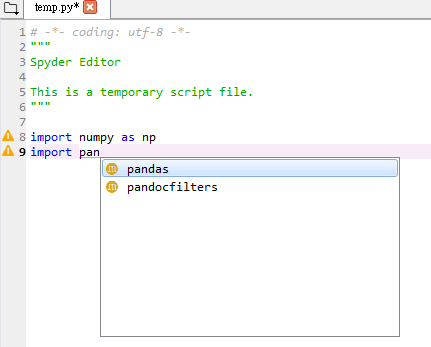 temp.py*
1 # -*- coding: utf-8 -*-
2 """
3 Spyder Editor
4
5 This is a temporary script file.
6 """
7
8 import numpy as np
9 import pan
m pandas
m pandocfilters